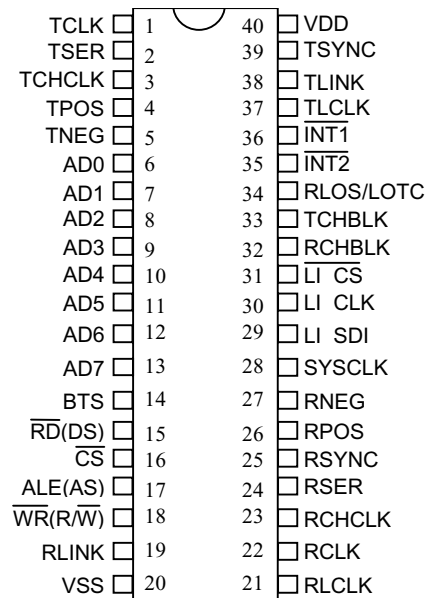 TCLK 1 40 VDD
TSER 2 39 TSYNC
TCHCLK 3 38 TLINK
TPOS 4 37 TLCLK
TNEG 5 36 INT1
AD0 6 35 INT2
AD1 7 34 RLOS/LOTC
AD2 8 33 TCHBLK
AD3 9 32 RCHBLK
AD4 10 31 LI CS
AD5 11 30 LI CLK
AD6 12 29 LI SDI
AD7 13 28 SYSCLK
BTS 14 27 RNEG
RD(DS) 15 26 RPOS
CS 16 25 RSYNC
ALE(AS) 17 24 RSER
WR(R/W) 18 23 RCHCLK
RLINK 19 22 RCLK
VSS 20 21 RLCLK